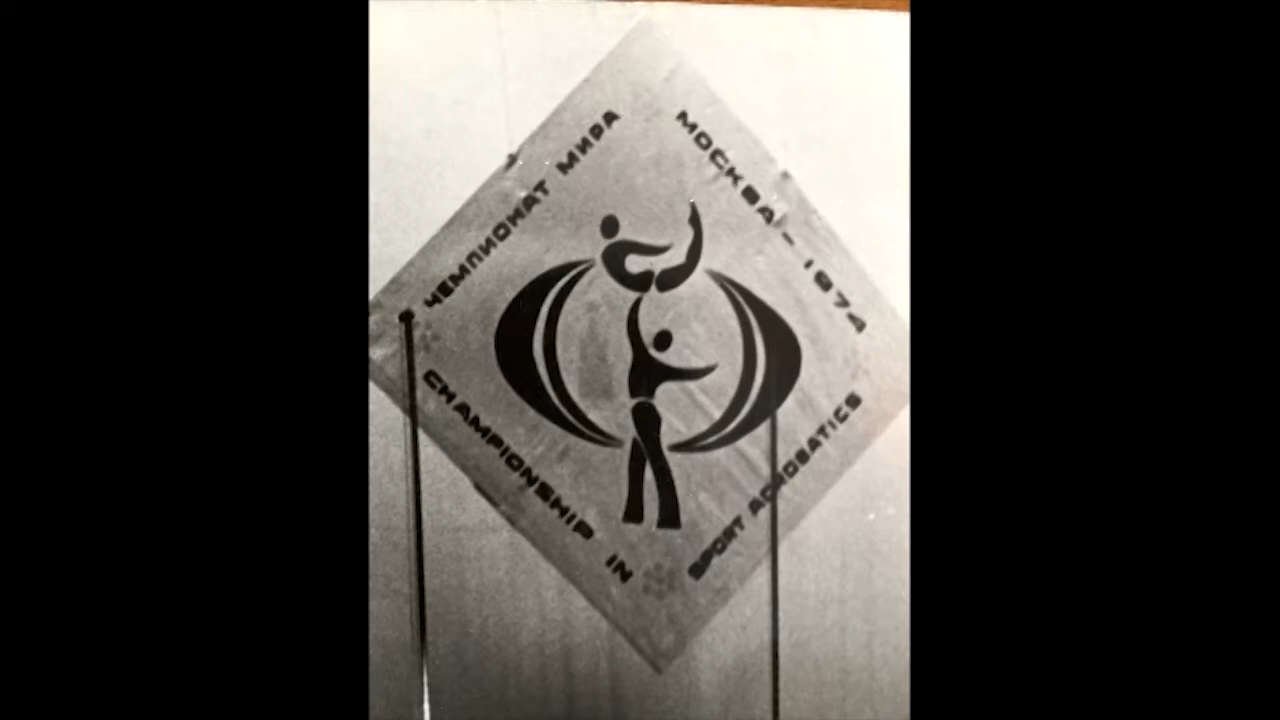 ЧЕМПИОНАТ МИРА
МОСКВА - 1974
CHAMPIONSHIP IN
SPORT ACROBATICS